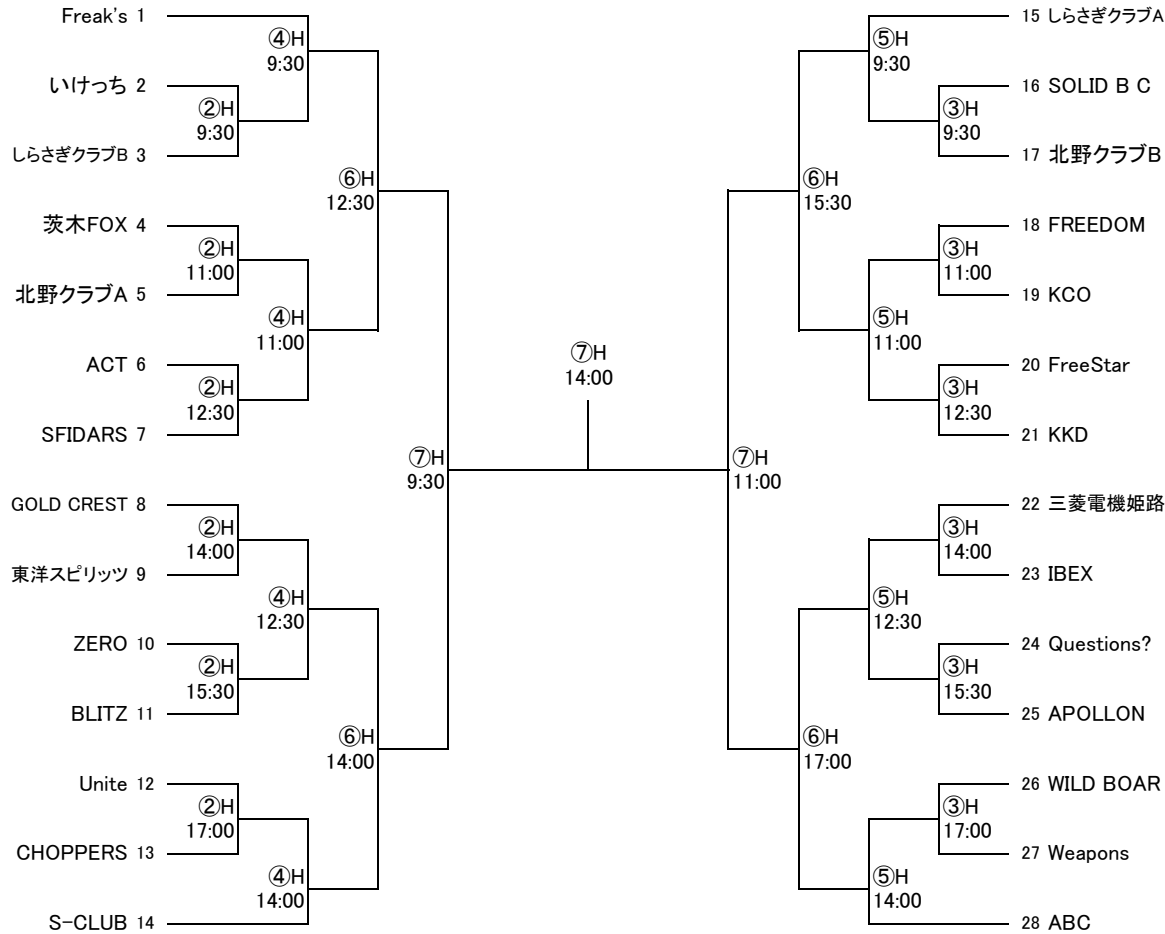 Freak's 1
④H
9:30
いけっち 2
②H
9:30
しらさぎクラブB 3
⑥H
12:30
茨木FOX 4
②H
11:00
北野クラブA 5
④H
11:00
ACT 6
②H
12:30
SFIDARS 7
⑦H
9:30
GOLD CREST 8
②H
14:00
東洋スピリッツ 9
④H
12:30
ZERO 10
②H
15:30
BLITZ 11
⑥H
14:00
Unite 12
②H
17:00
CHOPPERS 13
④H
14:00
S-CLUB 14
⑦H
14:00
15 しらさぎクラブA
⑤H
9:30
16 SOLID B C
③H
9:30
17 北野クラブB
⑥H
15:30
18 FREEDOM
③H
11:00
19 KCO
⑤H
11:00
20 FreeStar
③H
12:30
21 KKD
⑦H
11:00
22 三菱電機姫路
③H
14:00
23 IBEX
⑤H
12:30
24 Questions?
③H
15:30
25 APOLLON
⑥H
17:00
26 WILD BOAR
③H
17:00
27 Weapons
⑤H
14:00
28 ABC